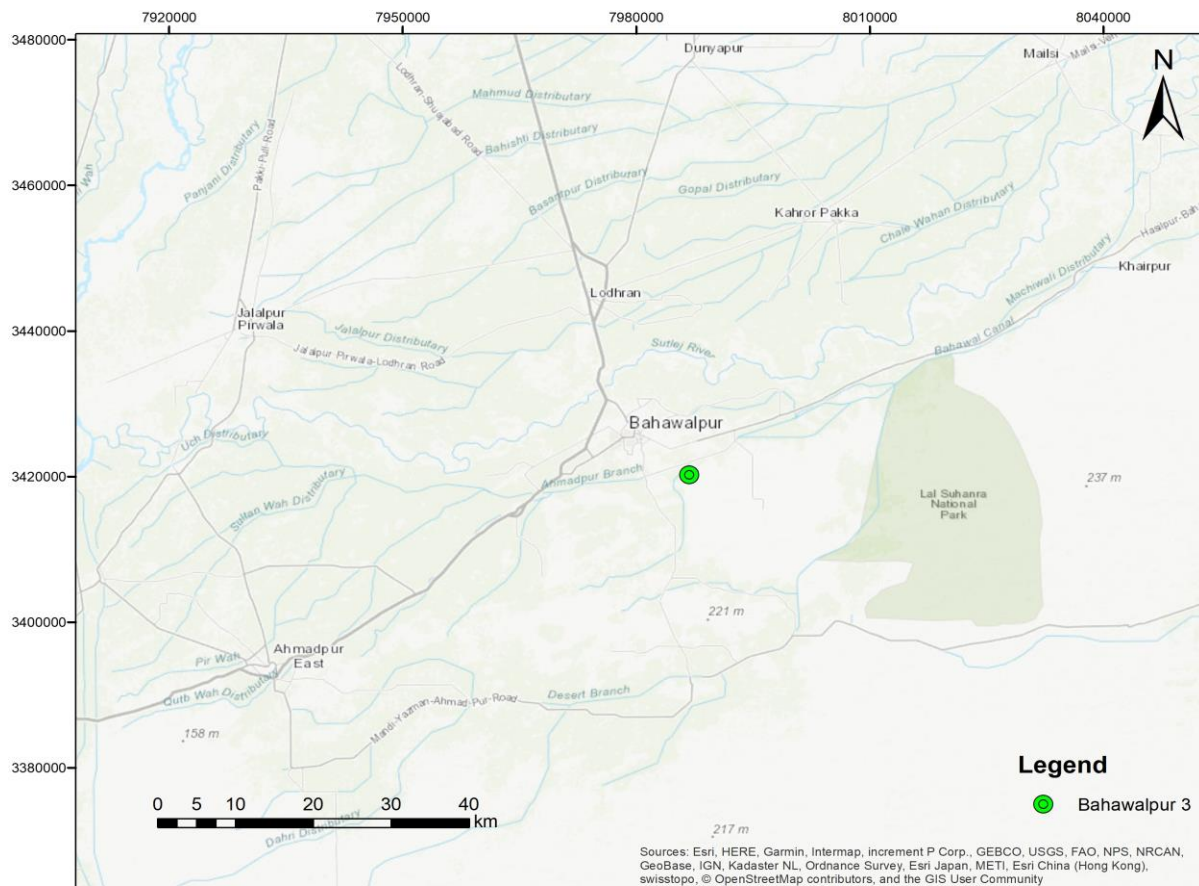 7920000
7950000
7980000
8010000
8040000
3480000
3460000
3440000
3420000
3400000
3380000
Dunyapur
Mailsi
N
Lodhran-Shujabad Road
Mahmud Distributary
Bahishti Distributary
Panjani Distributary
Pakki-Pull-Road
Wah
Basantpur Distributary
Gopal Distributary
Kahror Pakka
Chale Wahan Distributary
Hasilpur-Bah
Khairpur
Machiwali Distributary
Lodhran
Jalalpur
Pirwala
Jalalpur Distributary
Jalalpur Pirwala-Lodhran Road
Sutlej River
Bahawal Canal
Bahawalpur
Uch Distributary
Ahmadpur Branch
Sultan Wah Distributary
Lal Suhanra
National
Park
237 m
221 m
Pir Wah
Ahmadpur
East
Qutb Wah Distributary
Desert Branch
Mandi-Yazman-Ahmad-Pur-Road
158 m
217 m
Dahri Distributary
0 5 10 20 30 40
km
Legend
Bahawalpur 3
Sources: Esri, HERE, Garmin, Intermap, increment P Corp., GEBCO, USGS, FAO, NPS, NRCAN,
GeoBase, IGN, Kadaster NL, Ordnance Survey, Esri Japan, METI, Esri China (Hong Kong),
swisstopo, © OpenStreetMap contributors, and the GIS User Community